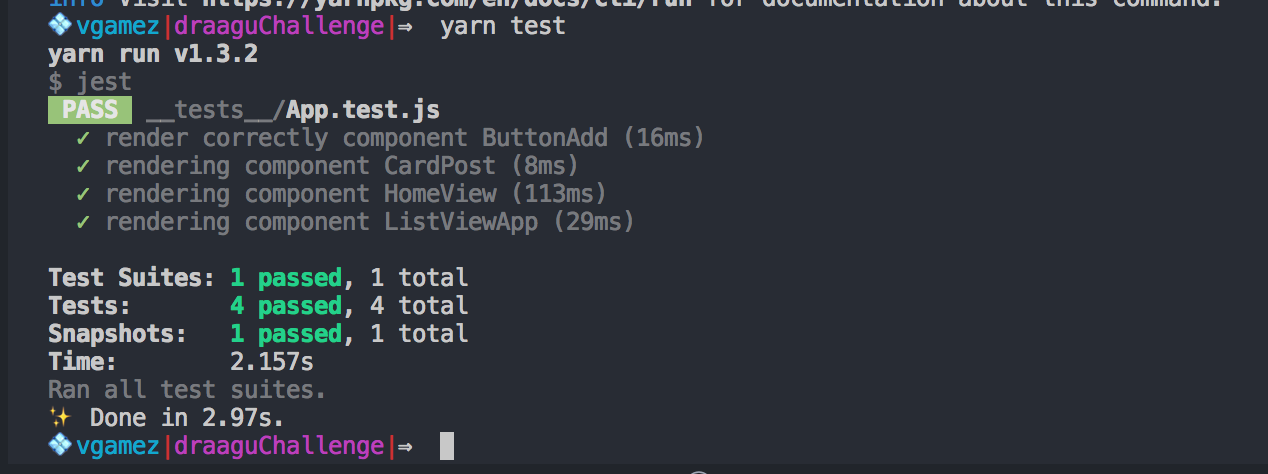 info Visit https://yarnpkg.com/en/docs/cli/run for documentation about this command.
vgamez|draaguChallenge|⇒ yarn test
yarn run v1.3.2
$ jest
PASS __tests__/App.test.js
✓ render correctly component ButtonAdd (16ms)
✓ rendering component CardPost (8ms)
✓ rendering component HomeView (113ms)
✓ rendering component ListViewApp (29ms)
Test Suites: 1 passed, 1 total
Tests: 4 passed, 4 total
Snapshots: 1 passed, 1 total
Time: 2.157s
Ran all test suites.
✨ Done in 2.97s.
vgamez|draaguChallenge|⇒